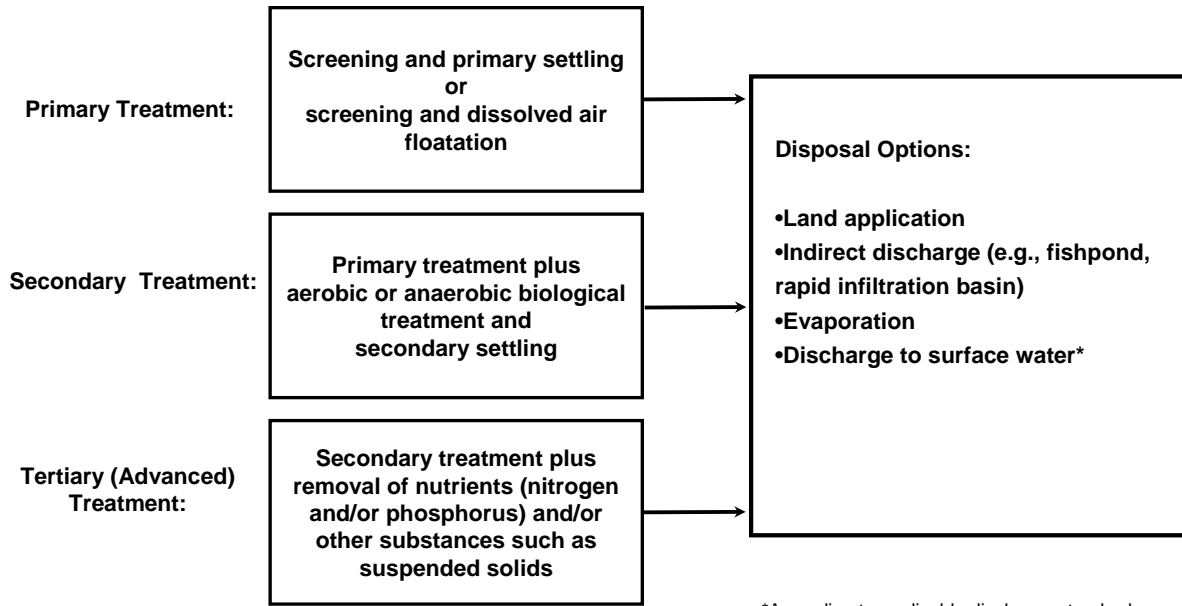 Primary Treatment:
Screening and primary settling
or
screening and dissolved air
floatation
Secondary  Treatment:
Primary treatment plus
aerobic or anaerobic biological
treatment and
secondary settling
Tertiary (Advanced)
Treatment:
Secondary treatment plus
removal of nutrients (nitrogen
and/or phosphorus) and/or
other substances such as
suspended solids
Disposal Options:
•Land application
•Indirect discharge (e.g., fishpond,
rapid infiltration basin)
•Evaporation
•Discharge to surface water*